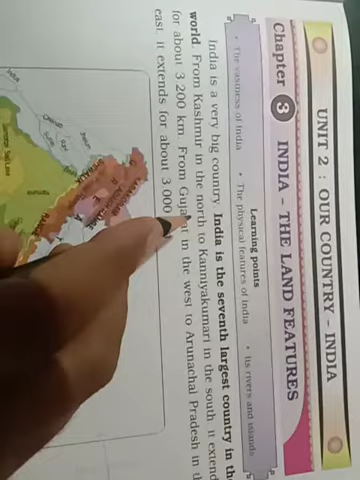 UNIT 2 : OUR COUNTRY – INDIA
Chapter 3 INDIA – THE LAND FEATURES
Learning points
• The vastness of India • The physical features of India • Its rivers and islands
India is a very big country India is the seventh largest country in the
world. From Kashmir in the north to Kanniyakumari in the south it extend
for about 3 200 km. From Gujarat in the west to Arunachal Pradesh in th
east, it extends for about 3 000